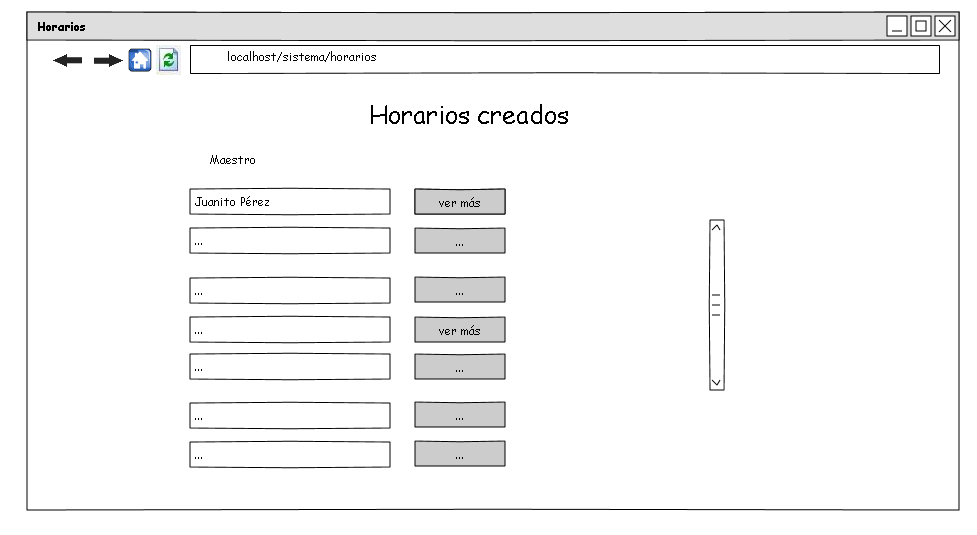 Horarios
localhost/sistema/horarios
Horarios creados
Maestro
Juanito Pérez ver más
... ...
... ...
... ver más
... ...
... ...
... ...